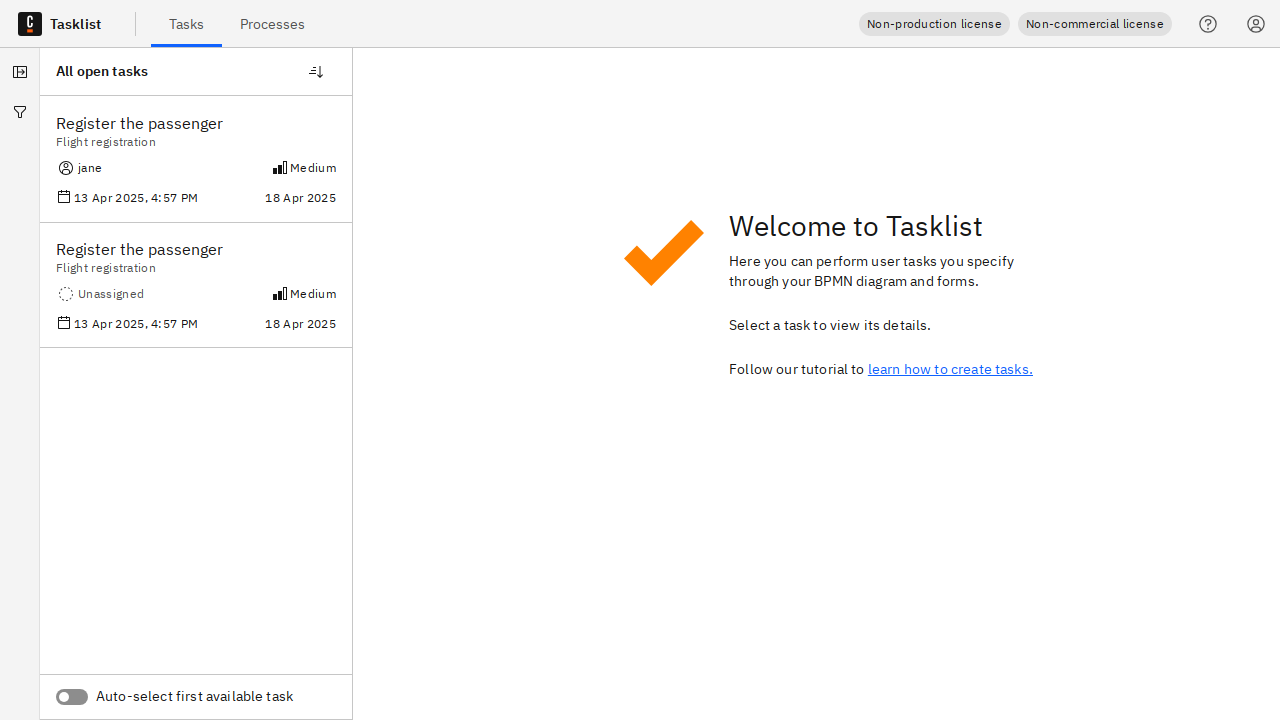 Tasklist
Tasks
Processes
Non-production license
Non-commercial license
All open tasks
Register the passenger
Flight registration
jane
Medium
13 Apr 2025, 4:57 PM
18 Apr 2025
Register the passenger
Flight registration
Unassigned
Medium
13 Apr 2025, 4:57 PM
18 Apr 2025
Auto-select first available task
Welcome to Tasklist
Here you can perform user tasks you specify
through your BPMN diagram and forms.
Select a task to view its details.
Follow our tutorial to learn how to create tasks.